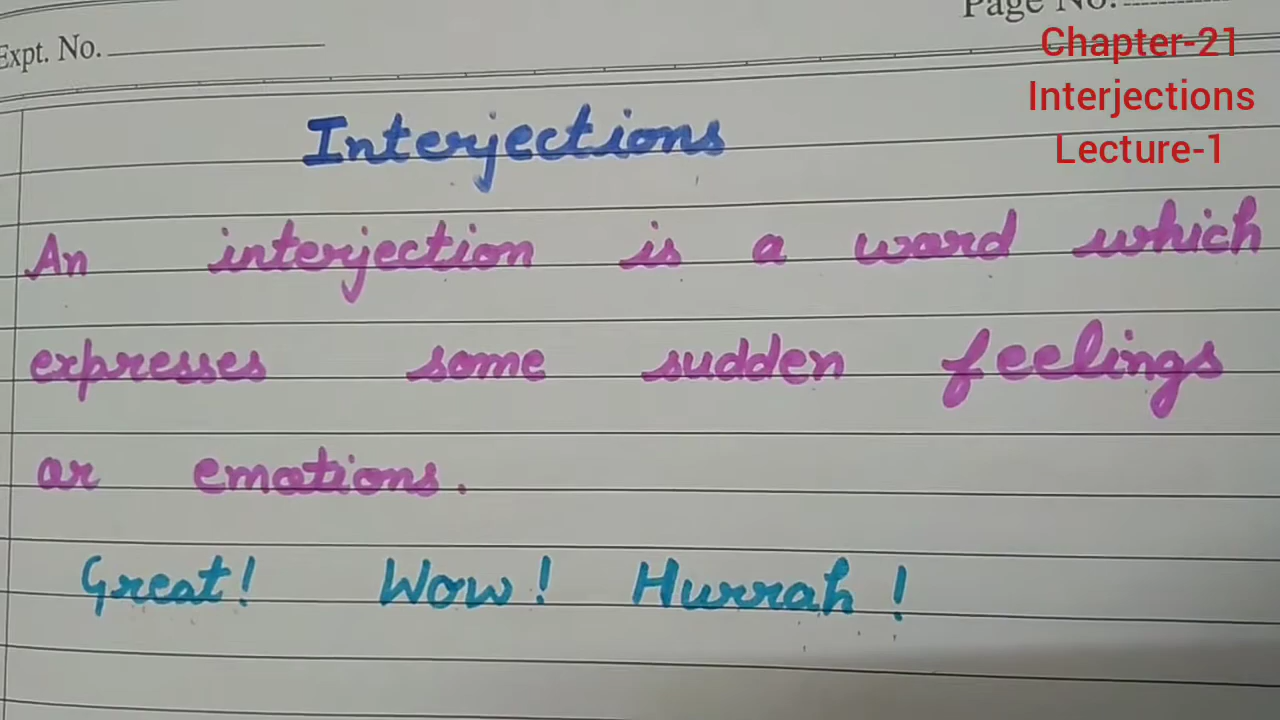 Page No.
Expt. No.
Chapter-21
Interjections
Lecture-1
Interjections
An interjection is a word which
expresses some sudden feelings
or emotions.
Great! Wow! Hurrah!